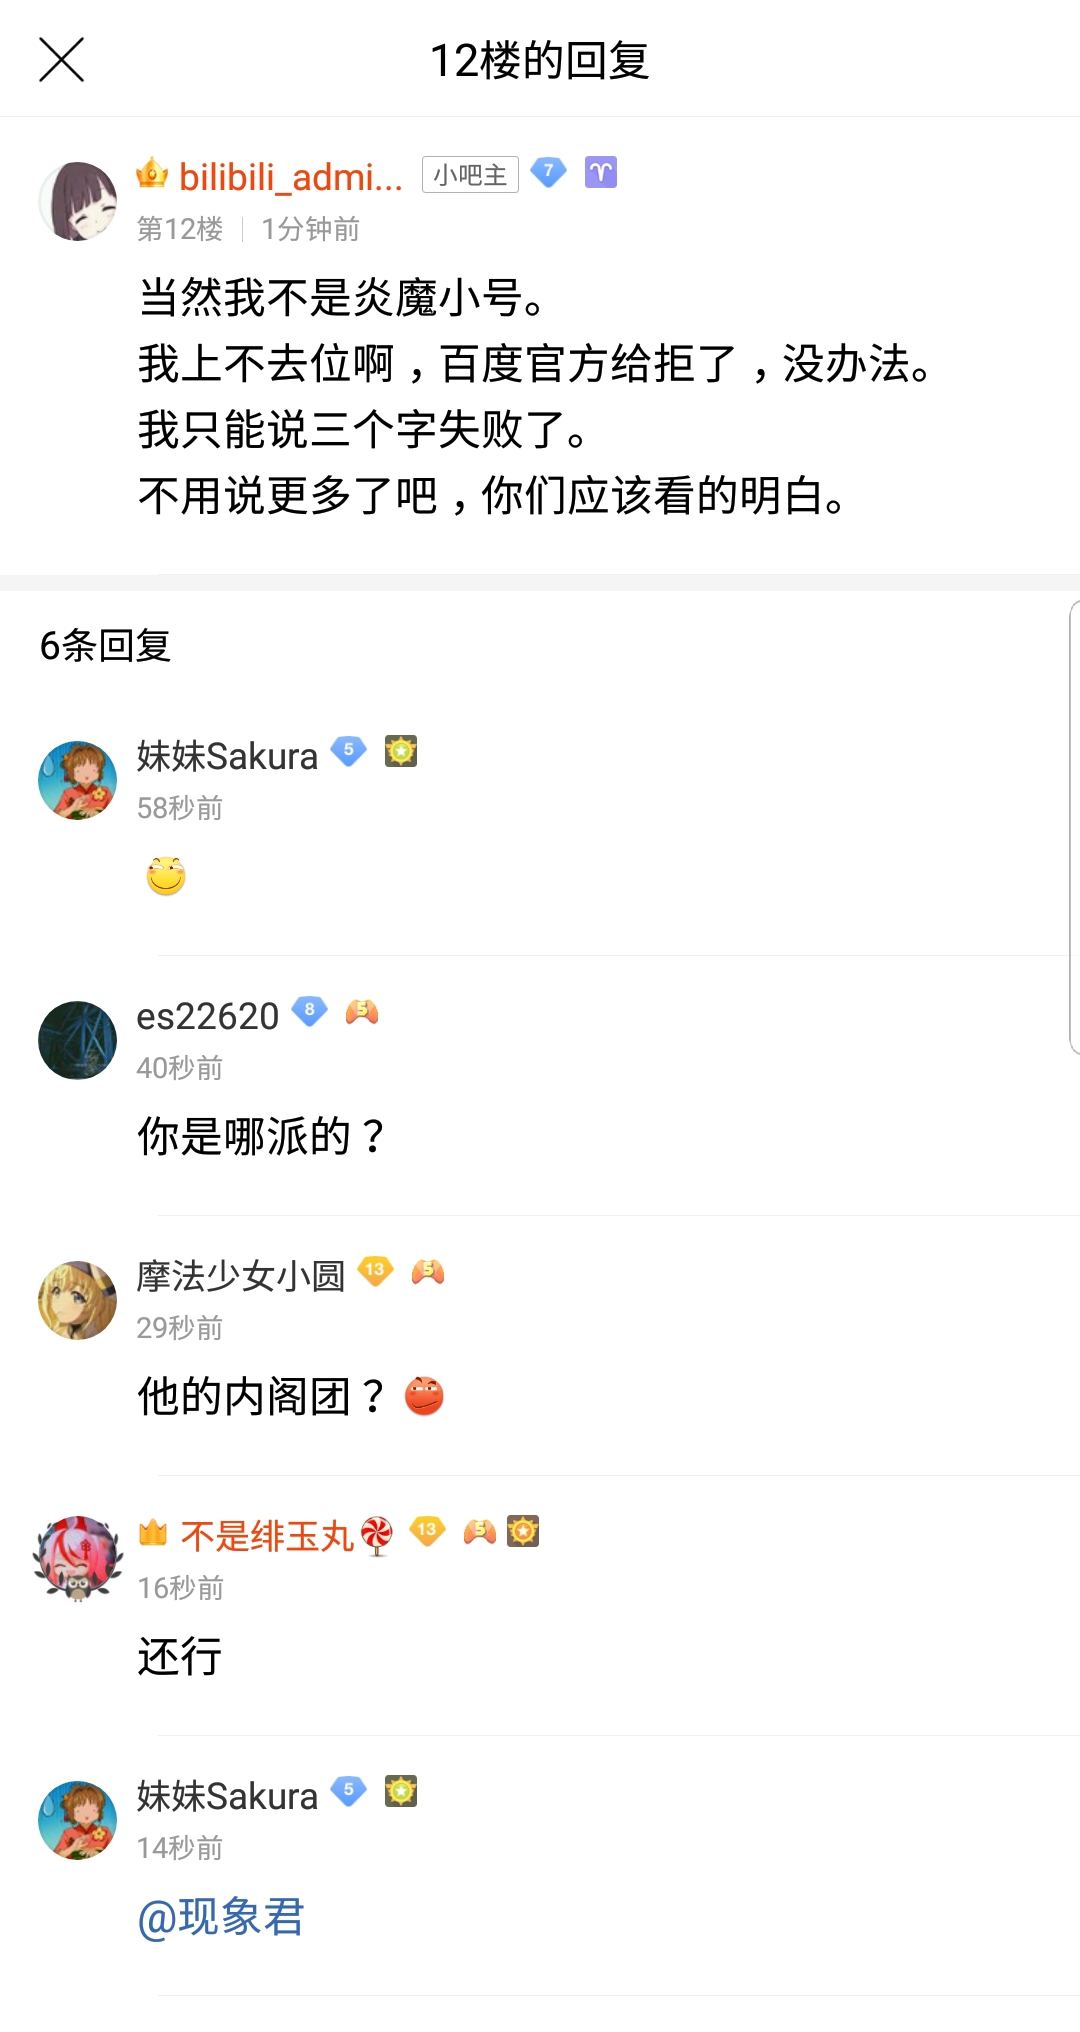 12楼的回复
bilibili_admi... 小吧主 7
第12楼 1分钟前
当然我不是炎魔小号。
我上不去位啊，百度官方给拒了，没办法。
我只能说三个字失败了。
不用说更多了吧，你们应该看的明白。
6条回复
妹妹Sakura 5
58秒前
es22620 8 5
40秒前
你是哪派的？
摩法少女小圆 13 5
29秒前
他的内阁团？
不是绯玉丸 13 5
16秒前
还行
妹妹Sakura 5
14秒前
@现象君